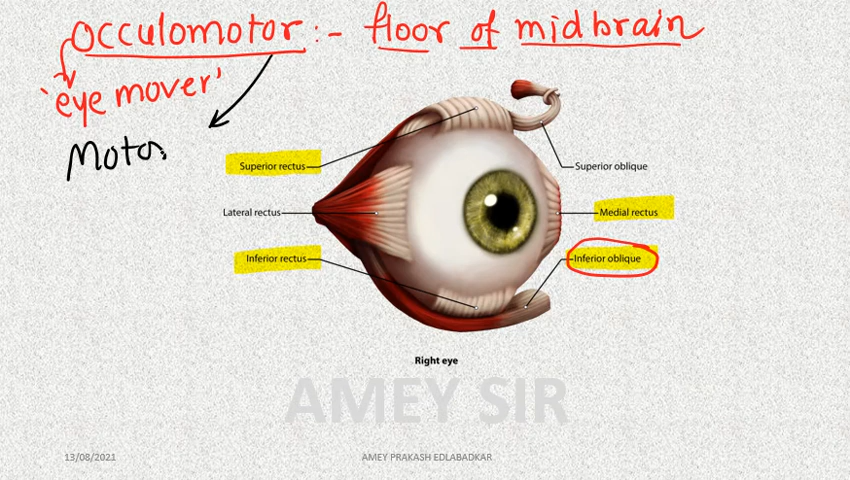 Occulomotor :- floor of midbrain
'eye mover'
Motor
Superior rectus
Superior oblique
Lateral rectus
Medial rectus
Inferior rectus
Inferior oblique
Right eye
AMEY SIR
13/08/2021
AMEY PRAKASH EDLABADKAR